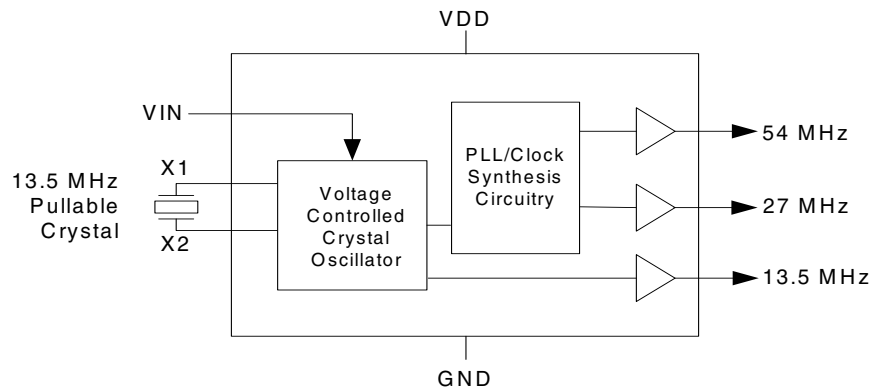 VDD
VIN
X1
13.5 MHz
Pullable
Crystal
X2
Voltage
Controlled
Crystal
Oscillator
PLL/Clock
Synthesis
Circuitry
54 MHz
27 MHz
13.5 MHz
GND